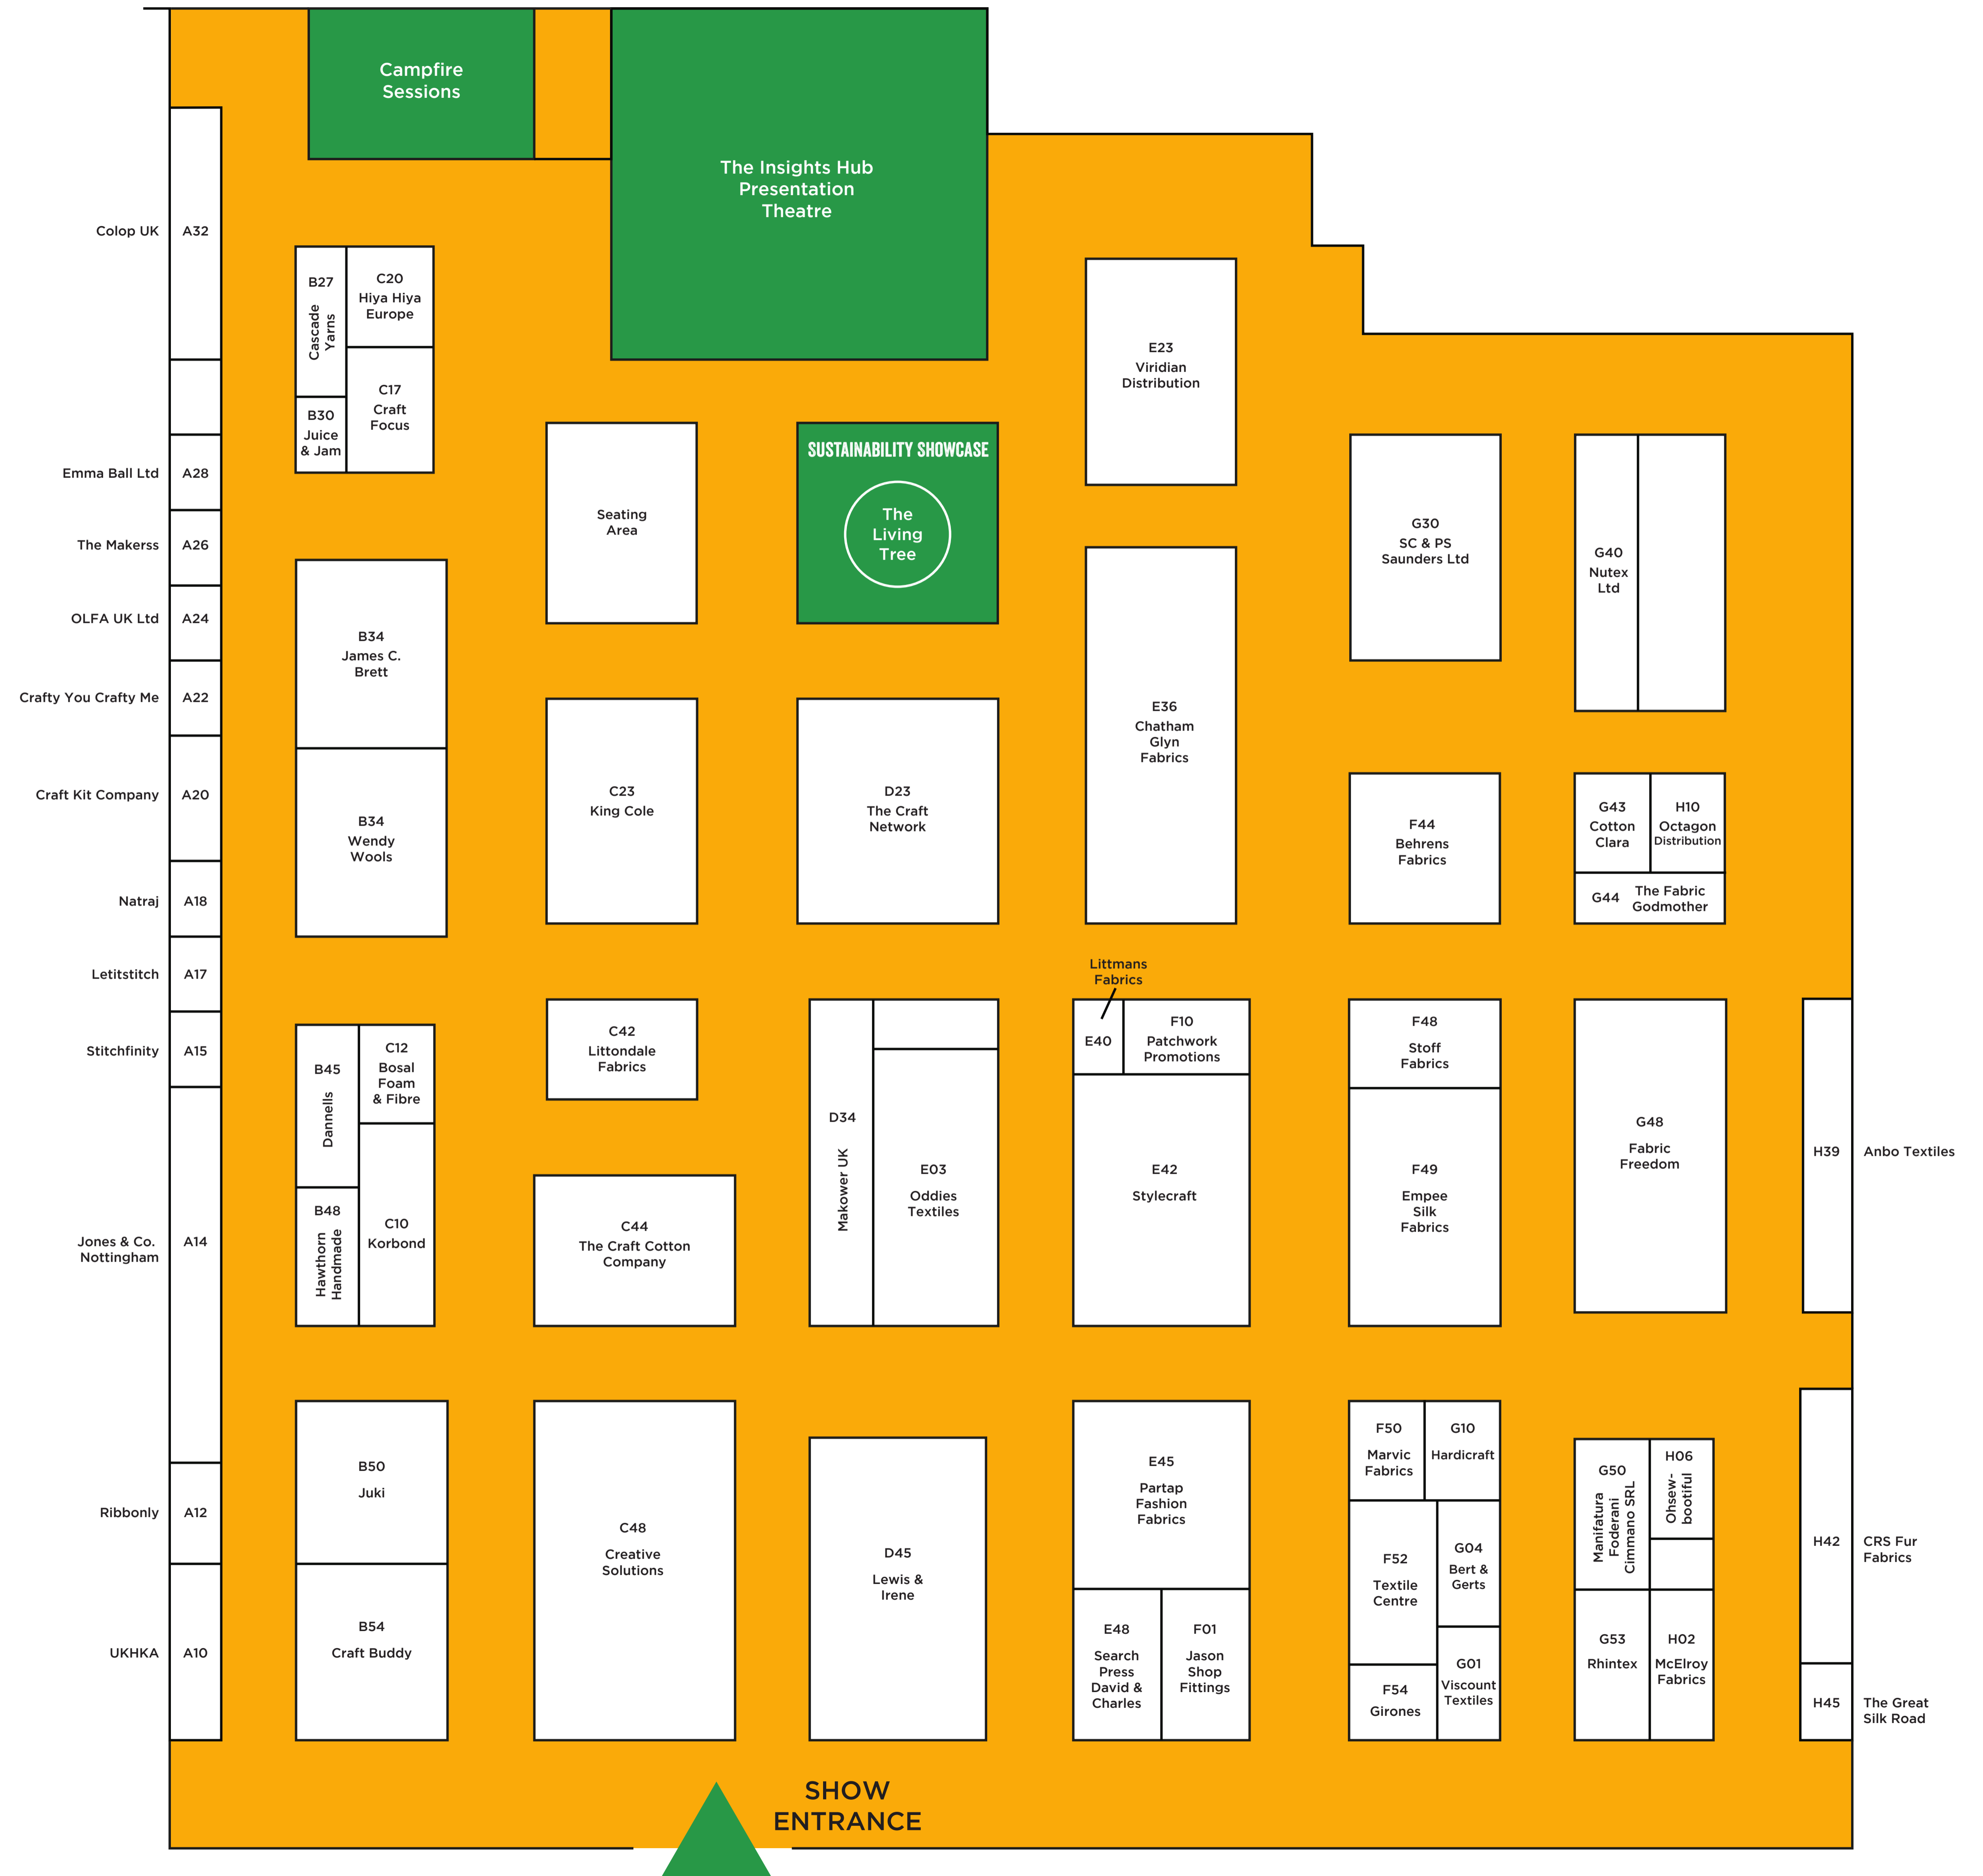 Campfire
Sessions
The Insights Hub
Presentation
Theatre
Colop UK
A32
Emma Ball Ltd
A28
The Makerss
A26
OLFA UK Ltd
A24
Crafty You Crafty Me
A22
Craft Kit Company
A20
Natraj
A18
Letitstitch
A17
Stitchfinity
A15
Jones & Co.
Nottingham
A14
Ribbonly
A12
UKHKA
A10
B27
Cascade
Yarns
C20
Hiya Hiya
Europe
B30
Juice
& Jam
C17
Craft
Focus
B34
James C.
Brett
B34
Wendy
Wools
B45
Dannells
C12
Bosal
Foam
& Fibre
B48
Hawthorn
Handmade
C10
Korbond
B50
Juki
B54
Craft Buddy
Seating
Area
C23
King Cole
C42
Littondale
Fabrics
C44
The Craft Cotton
Company
C48
Creative
Solutions
SUSTAINABILITY SHOWCASE
The
Living
Tree
D23
The Craft
Network
D34
Makower UK
E03
Oddies
Textiles
D45
Lewis &
Irene
E23
Viridian
Distribution
E36
Chatham
Glyn
Fabrics
Littmans
Fabrics
E40
F10
Patchwork
Promotions
E42
Stylecraft
E45
Partap
Fashion
Fabrics
E48
Search
Press
David &
Charles
F01
Jason
Shop
Fittings
G30
SC & PS
Saunders Ltd
F44
Behrens
Fabrics
F48
Stoff
Fabrics
F49
Empee
Silk
Fabrics
F50
Marvic
Fabrics
G10
Hardicraft
F52
Textile
Centre
G04
Bert &
Gerts
F54
Girones
G01
Viscount
Textiles
G40
Nutex
Ltd
G43
Cotton
Clara
H10
Octagon
Distribution
G44
The Fabric
Godmother
G48
Fabric
Freedom
G50
Manifatura
Foderani
Cimmano SRL
H06
Ohsew-
bootiful
G53
Rhintex
H02
McElroy
Fabrics
H39
Anbo Textiles
H42
CRS Fur
Fabrics
H45
The Great
Silk Road
SHOW
ENTRANCE